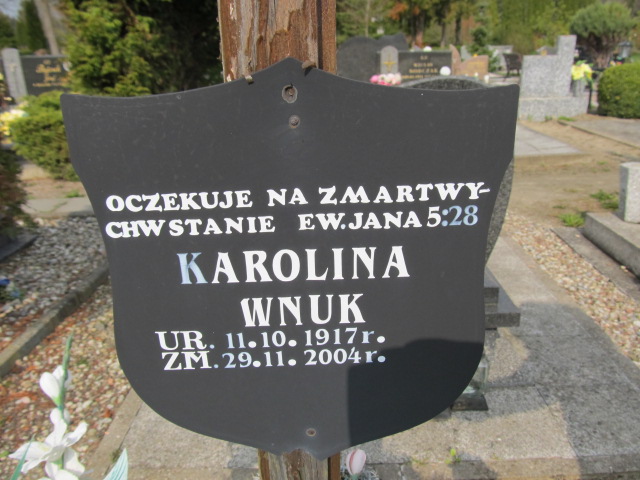 OCZEKUJE NA ZMARTWY-
CHWSTANIE EW.JANA 5:28
KAROLINA
WNUK
UR. 11.10.1917r.
ZM. 29.11.2004r.